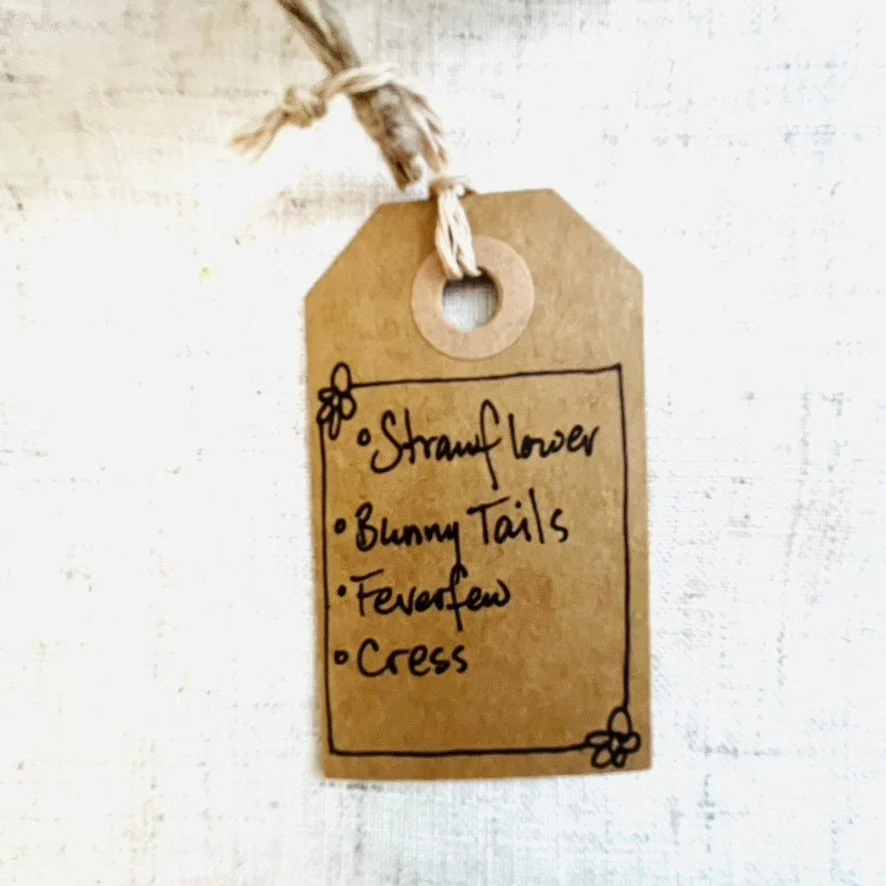 • Strawflower
• Bunny Tails
• Feverfew
• Cress